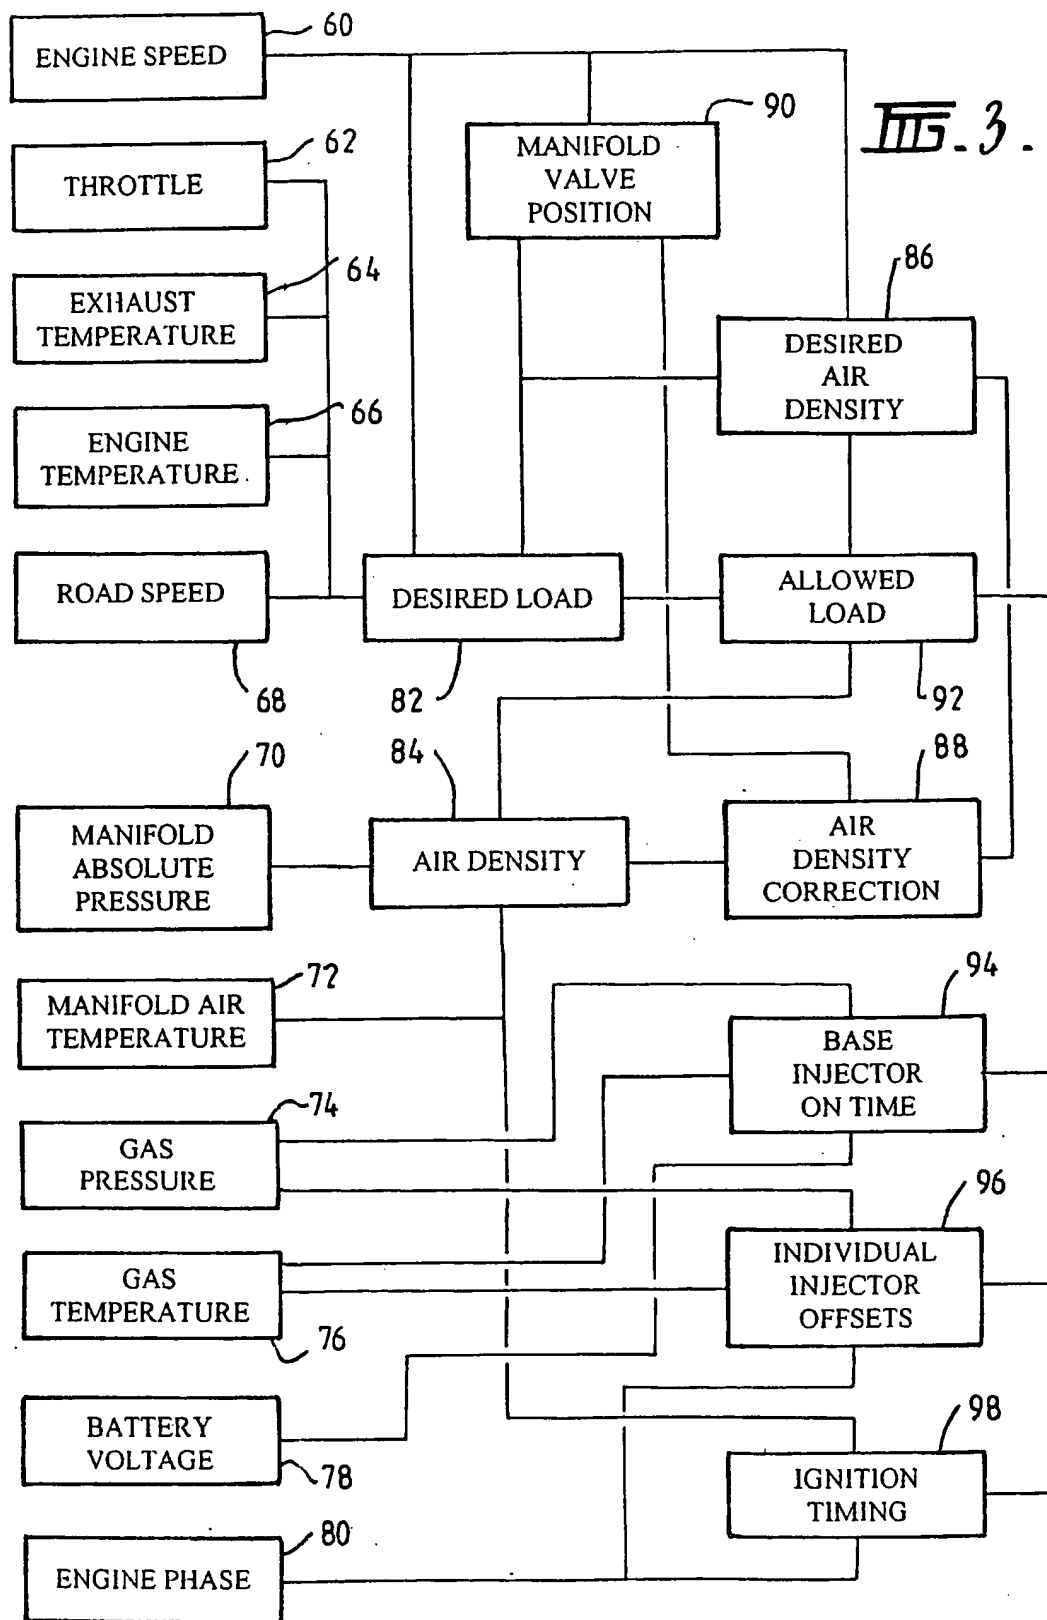 ENGINE SPEED
60
THROTTLE
62
EXHAUST
TEMPERATURE
64
ENGINE
TEMPERATURE
66
ROAD SPEED
68
MANIFOLD
VALVE
POSITION
90
FIG. 3.
DESIRED
AIR
DENSITY
86
DESIRED LOAD
82
ALLOWED
LOAD
92
MANIFOLD
ABSOLUTE
PRESSURE
70
AIR DENSITY
84
AIR
DENSITY
CORRECTION
88
MANIFOLD AIR
TEMPERATURE
72
BASE
INJECTOR
ON TIME
94
GAS
PRESSURE
74
INDIVIDUAL
INJECTOR
OFFSETS
96
GAS
TEMPERATURE
76
BATTERY
VOLTAGE
78
IGNITION
TIMING
98
ENGINE PHASE
80